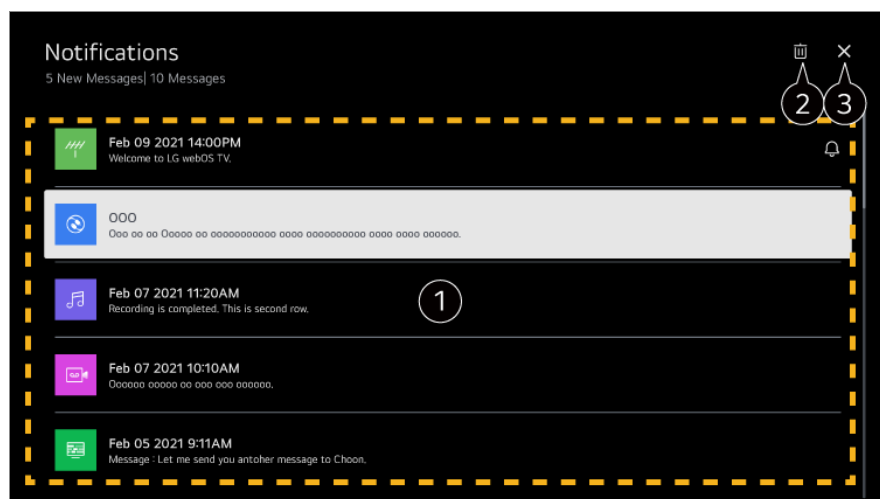 Notifications
5 New Messages| 10 Messages
2 3
Feb 09 2021 14:00PM
Welcome to LG webOS TV.
OOO
Ooo oo oo Ooooo oo ooooooooooo oooo oooooooooo oooo oooo oooooo.
Feb 07 2021 11:20AM
Recording is completed. This is second row.
1
Feb 07 2021 10:10AM
Oooooo ooooo oo ooo ooo oooooo.
Feb 05 2021 9:11AM
Message : Let me send you antoher message to Choon.